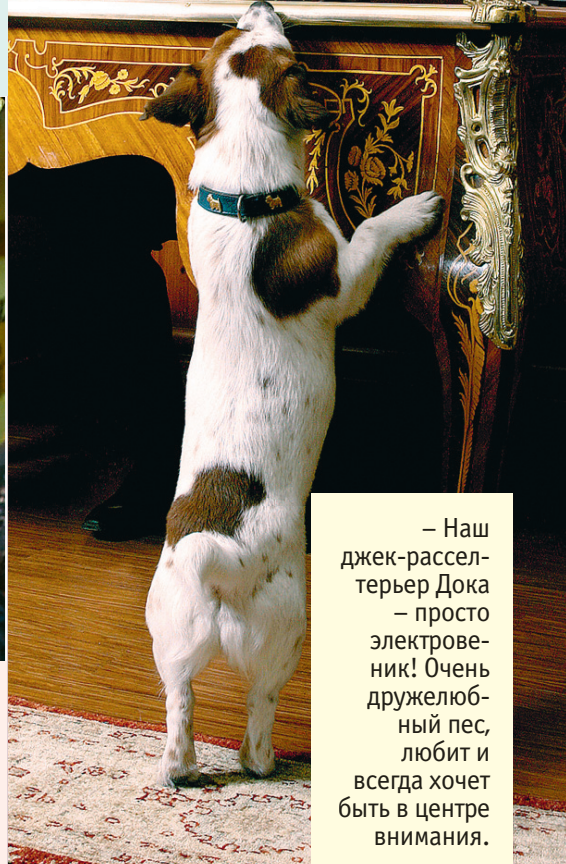 – Наш
джек-рассел-
терьер Дока
– просто
электрове-
ник! Очень
дружелюб-
ный пес,
любит и
всегда хочет
быть в центре
внимания.